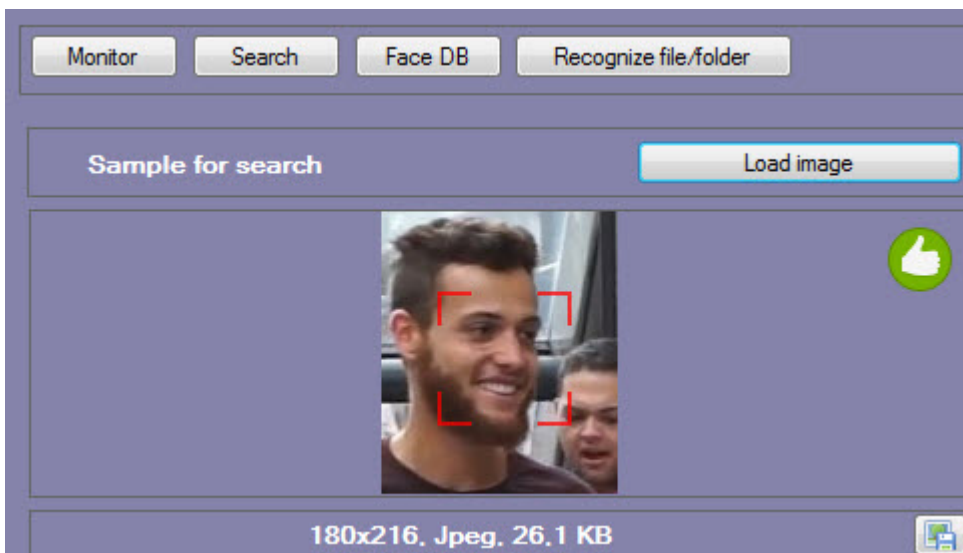 Monitor Search Face DB Recognize file/folder
Sample for search Load image
180x216, Jpeg, 26,1 KB